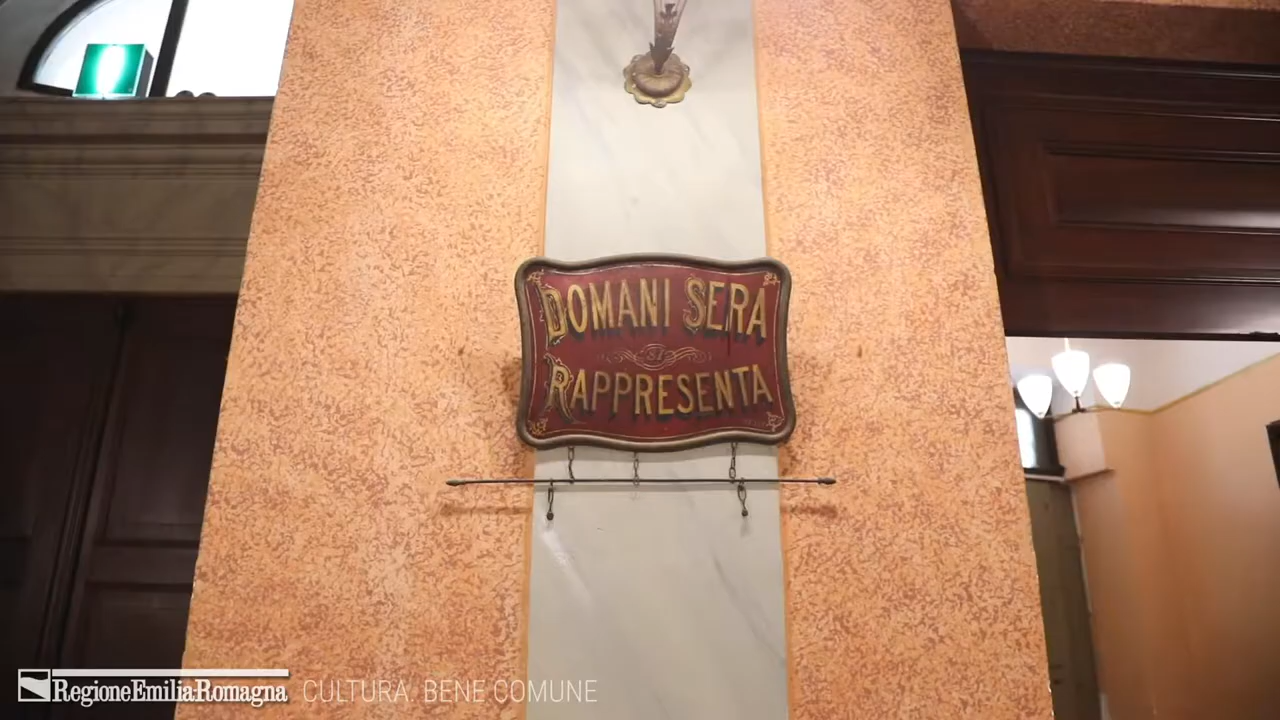 DOMANI SERA
SI
RAPPRESENTA
RegioneEmiliaRomagna CULTURA. BENE COMUNE